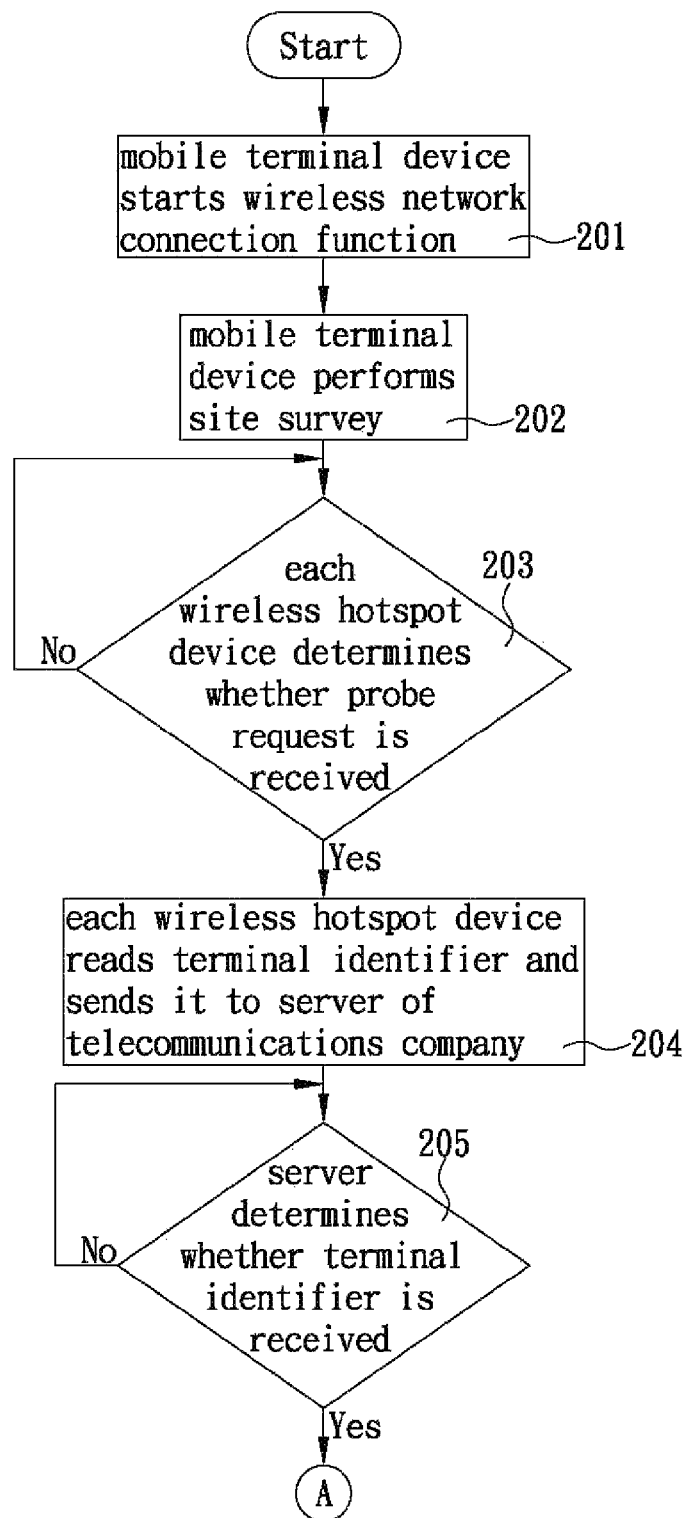 Start
mobile terminal device
starts wireless network
connection function
201
mobile terminal
device performs
site survey
202
each
wireless hotspot
device determines
whether probe
request is
received
203
No
Yes
each wireless hotspot device
reads terminal identifier and
sends it to server of
telecommunications company
204
server
determines
whether terminal
identifier is
received
205
No
Yes
A